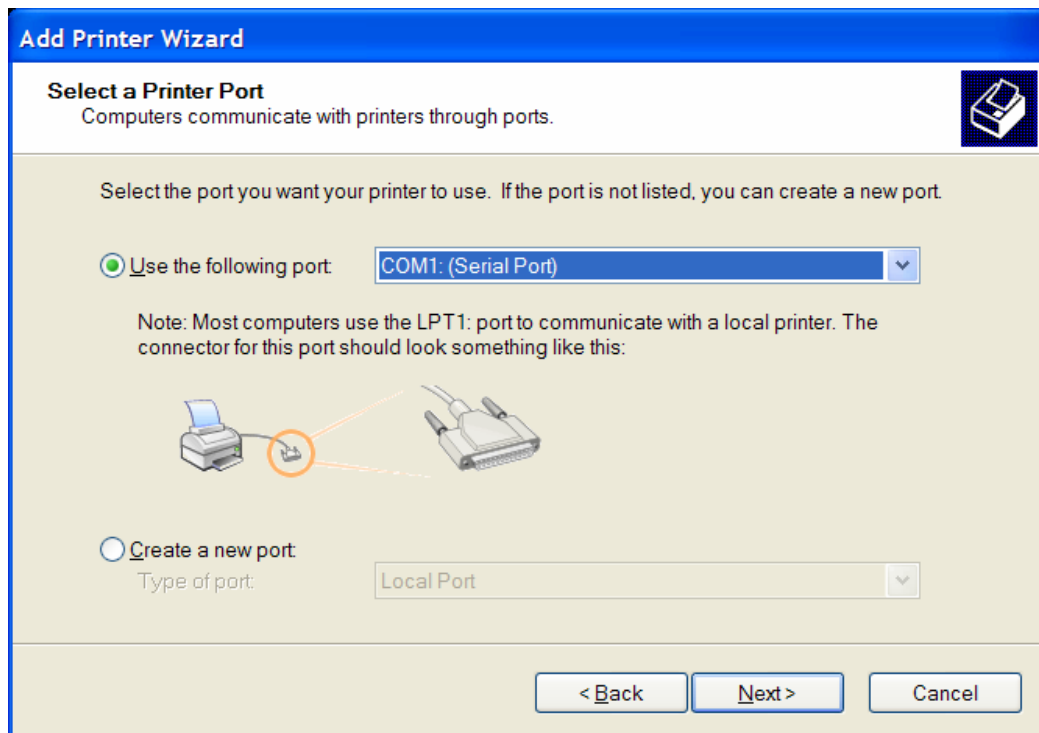 Add Printer Wizard
Select a Printer Port
Computers communicate with printers through ports.
Select the port you want your printer to use. If the port is not listed, you can create a new port.
Use the following port: COM1: (Serial Port)
Note: Most computers use the LPT1: port to communicate with a local printer. The
connector for this port should look something like this:
Create a new port:
Type of port: Local Port
< Back Next > Cancel